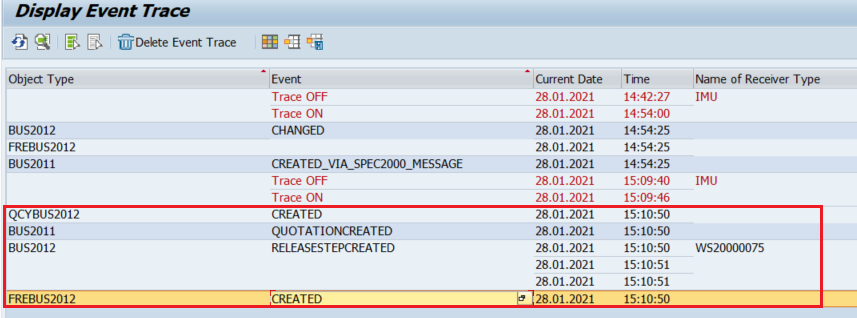 Display Event Trace
Delete Event Trace
Object Type Event Current Date Time Name of Receiver Type
Trace OFF 28.01.2021 14:42:27 IMU
Trace ON 28.01.2021 14:54:00
BUS2012 CHANGED 28.01.2021 14:54:25
FREBUS2012 28.01.2021 14:54:25
BUS2011 CREATED_VIA_SPEC2000_MESSAGE 28.01.2021 14:54:25
Trace OFF 28.01.2021 15:09:40 IMU
Trace ON 28.01.2021 15:09:46
QCYBUS2012 CREATED 28.01.2021 15:10:50
BUS2011 QUOTATIONCREATED 28.01.2021 15:10:50
BUS2012 RELEASESTEPCREATED 28.01.2021 15:10:50 WS20000075
28.01.2021 15:10:51
28.01.2021 15:10:51
FREBUS2012 CREATED 28.01.2021 15:10:50